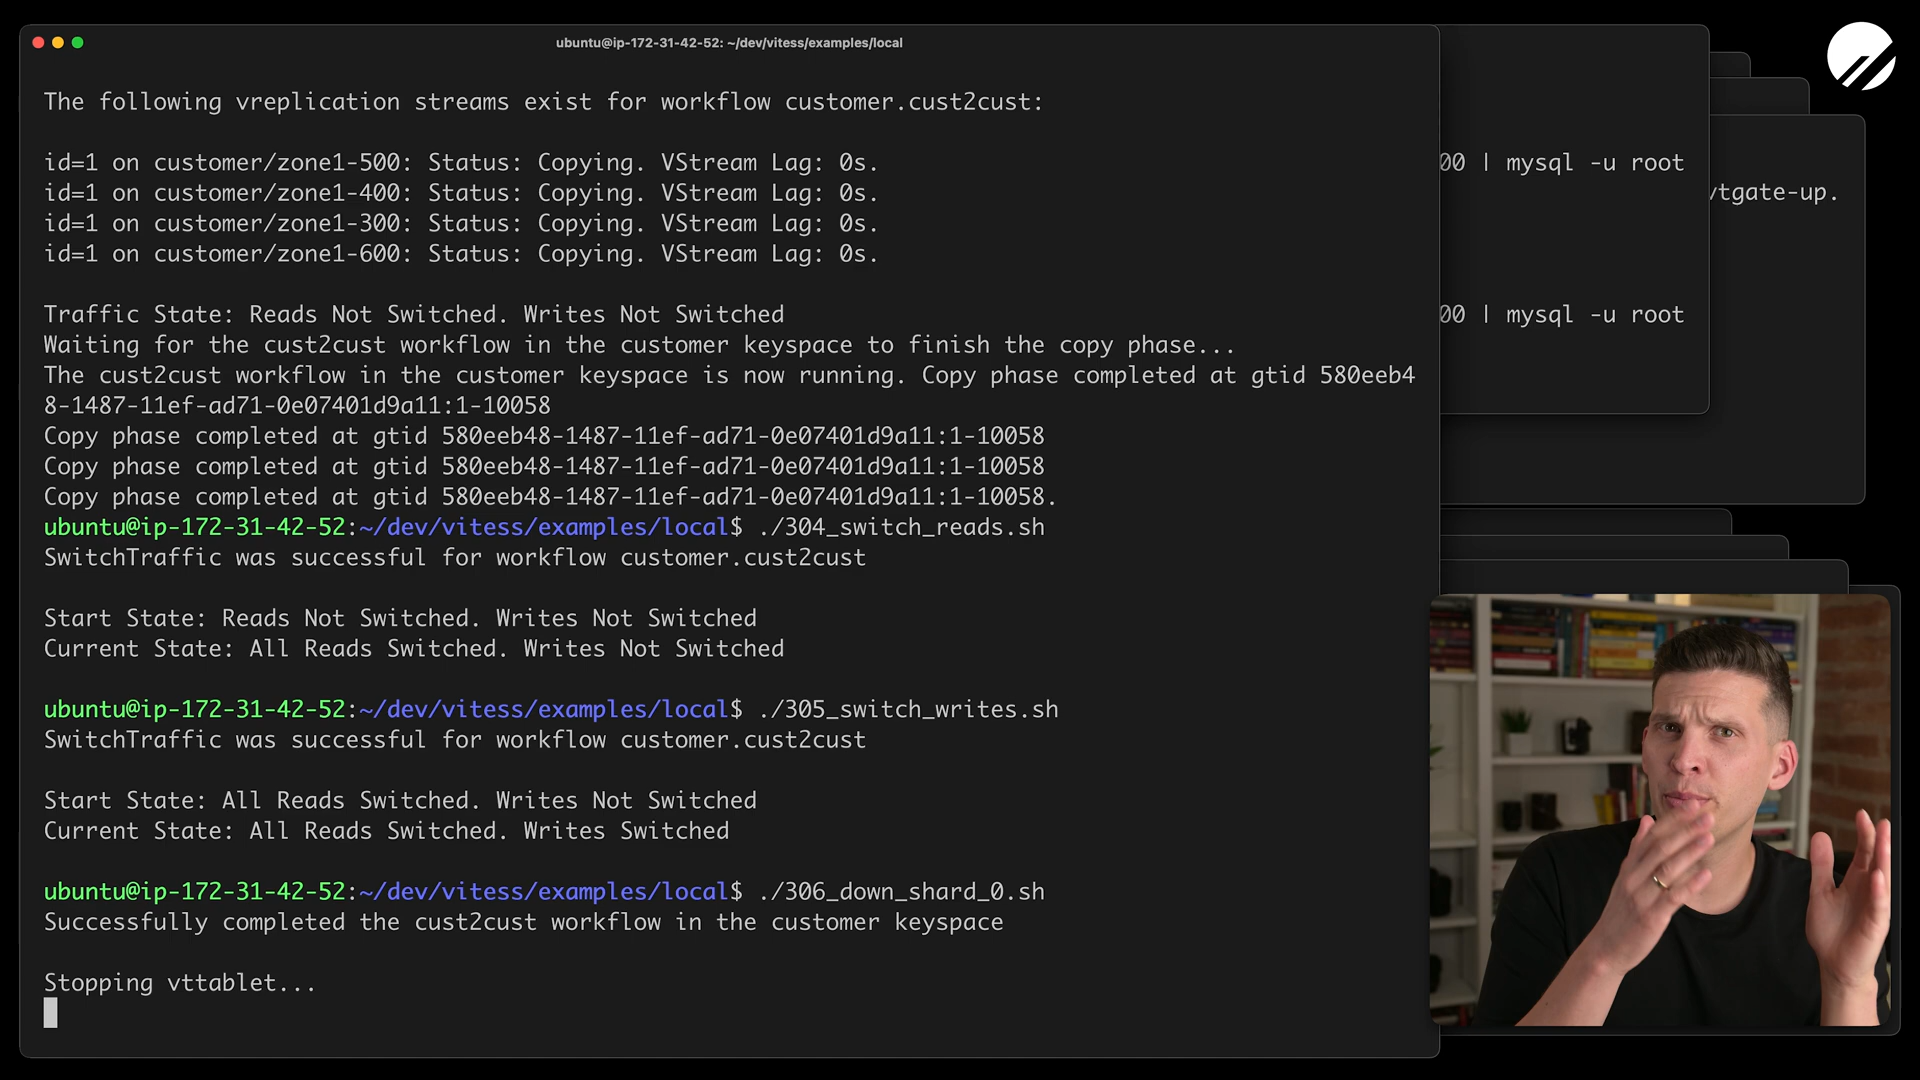 ubuntu@ip-172-31-42-52: ~/dev/vitess/examples/local
The following vreplication streams exist for workflow customer.cust2cust:
id=1 on customer/zone1-500: Status: Copying. VStream Lag: 0s.
id=1 on customer/zone1-400: Status: Copying. VStream Lag: 0s.
id=1 on customer/zone1-300: Status: Copying. VStream Lag: 0s.
id=1 on customer/zone1-600: Status: Copying. VStream Lag: 0s.
Traffic State: Reads Not Switched. Writes Not Switched
Waiting for the cust2cust workflow in the customer keyspace to finish the copy phase...
The cust2cust workflow in the customer keyspace is now running. Copy phase completed at gtid 580eeb4
8-1487-11ef-ad71-0e07401d9a11:1-10058
Copy phase completed at gtid 580eeb48-1487-11ef-ad71-0e07401d9a11:1-10058
Copy phase completed at gtid 580eeb48-1487-11ef-ad71-0e07401d9a11:1-10058
Copy phase completed at gtid 580eeb48-1487-11ef-ad71-0e07401d9a11:1-10058.
ubuntu@ip-172-31-42-52:~/dev/vitess/examples/local$ ./304_switch_reads.sh
SwitchTraffic was successful for workflow customer.cust2cust
Start State: Reads Not Switched. Writes Not Switched
Current State: All Reads Switched. Writes Not Switched
ubuntu@ip-172-31-42-52:~/dev/vitess/examples/local$ ./305_switch_writes.sh
SwitchTraffic was successful for workflow customer.cust2cust
Start State: All Reads Switched. Writes Not Switched
Current State: All Reads Switched. Writes Switched
ubuntu@ip-172-31-42-52:~/dev/vitess/examples/local$ ./306_down_shard_0.sh
Successfully completed the cust2cust workflow in the customer keyspace
Stopping vttablet...
00 | mysql -u root
00 | mysql -u root
vtgate-up.